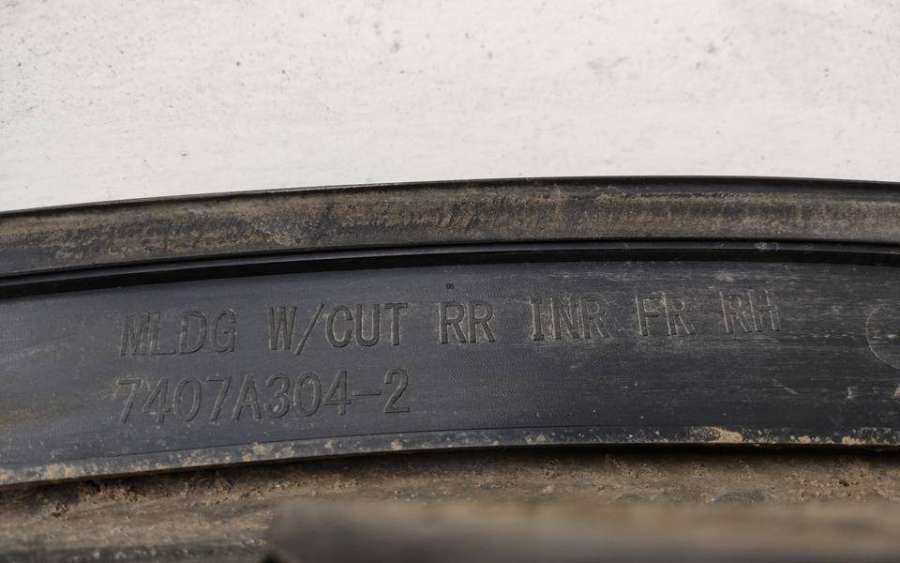 MLDG W/CUT RR INR FR RH
7407A304-2